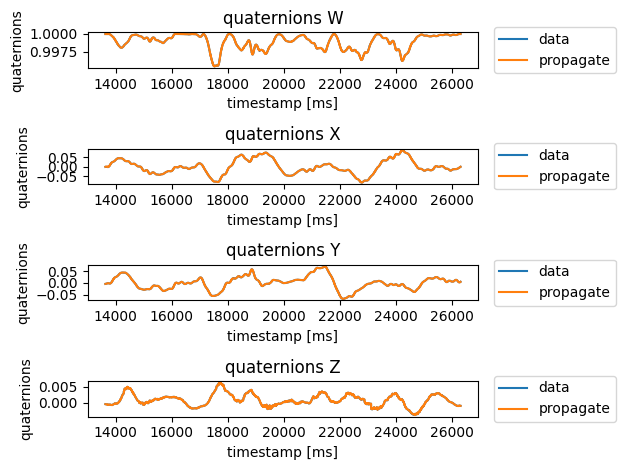 quaternions W
quaternions
1.0000
0.9975
14000 16000 18000 20000 22000 24000 26000
timestamp [ms]
data
propagate
quaternions X
quaternions
0.05
0.00
−0.05
14000 16000 18000 20000 22000 24000 26000
timestamp [ms]
data
propagate
quaternions Y
quaternions
0.05
0.00
−0.05
14000 16000 18000 20000 22000 24000 26000
timestamp [ms]
data
propagate
quaternions Z
quaternions
0.005
0.000
14000 16000 18000 20000 22000 24000 26000
timestamp [ms]
data
propagate